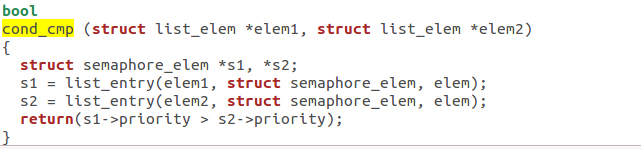 bool
cond_cmp (struct list_elem *elem1, struct list_elem *elem2)
{
  struct semaphore_elem *s1, *s2;
  s1 = list_entry(elem1, struct semaphore_elem, elem);
  s2 = list_entry(elem2, struct semaphore_elem, elem);
  return(s1->priority > s2->priority);
}